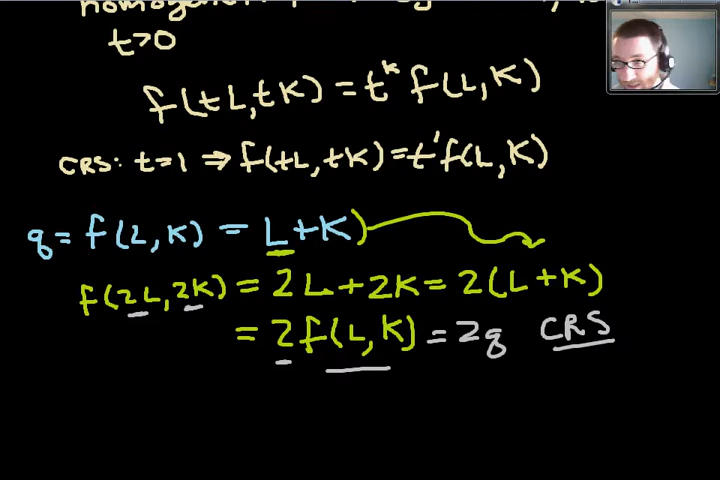 t>0
f(tL,tK)=t^k f(L,K)
CRS: t=1 ⇒ f(tL,tK)=t^1 f(L,K)
q= f(L,K) = L+K)
f(2L,2K) = 2L+2K= 2(L+K)
= 2f(L,K) =2q CRS